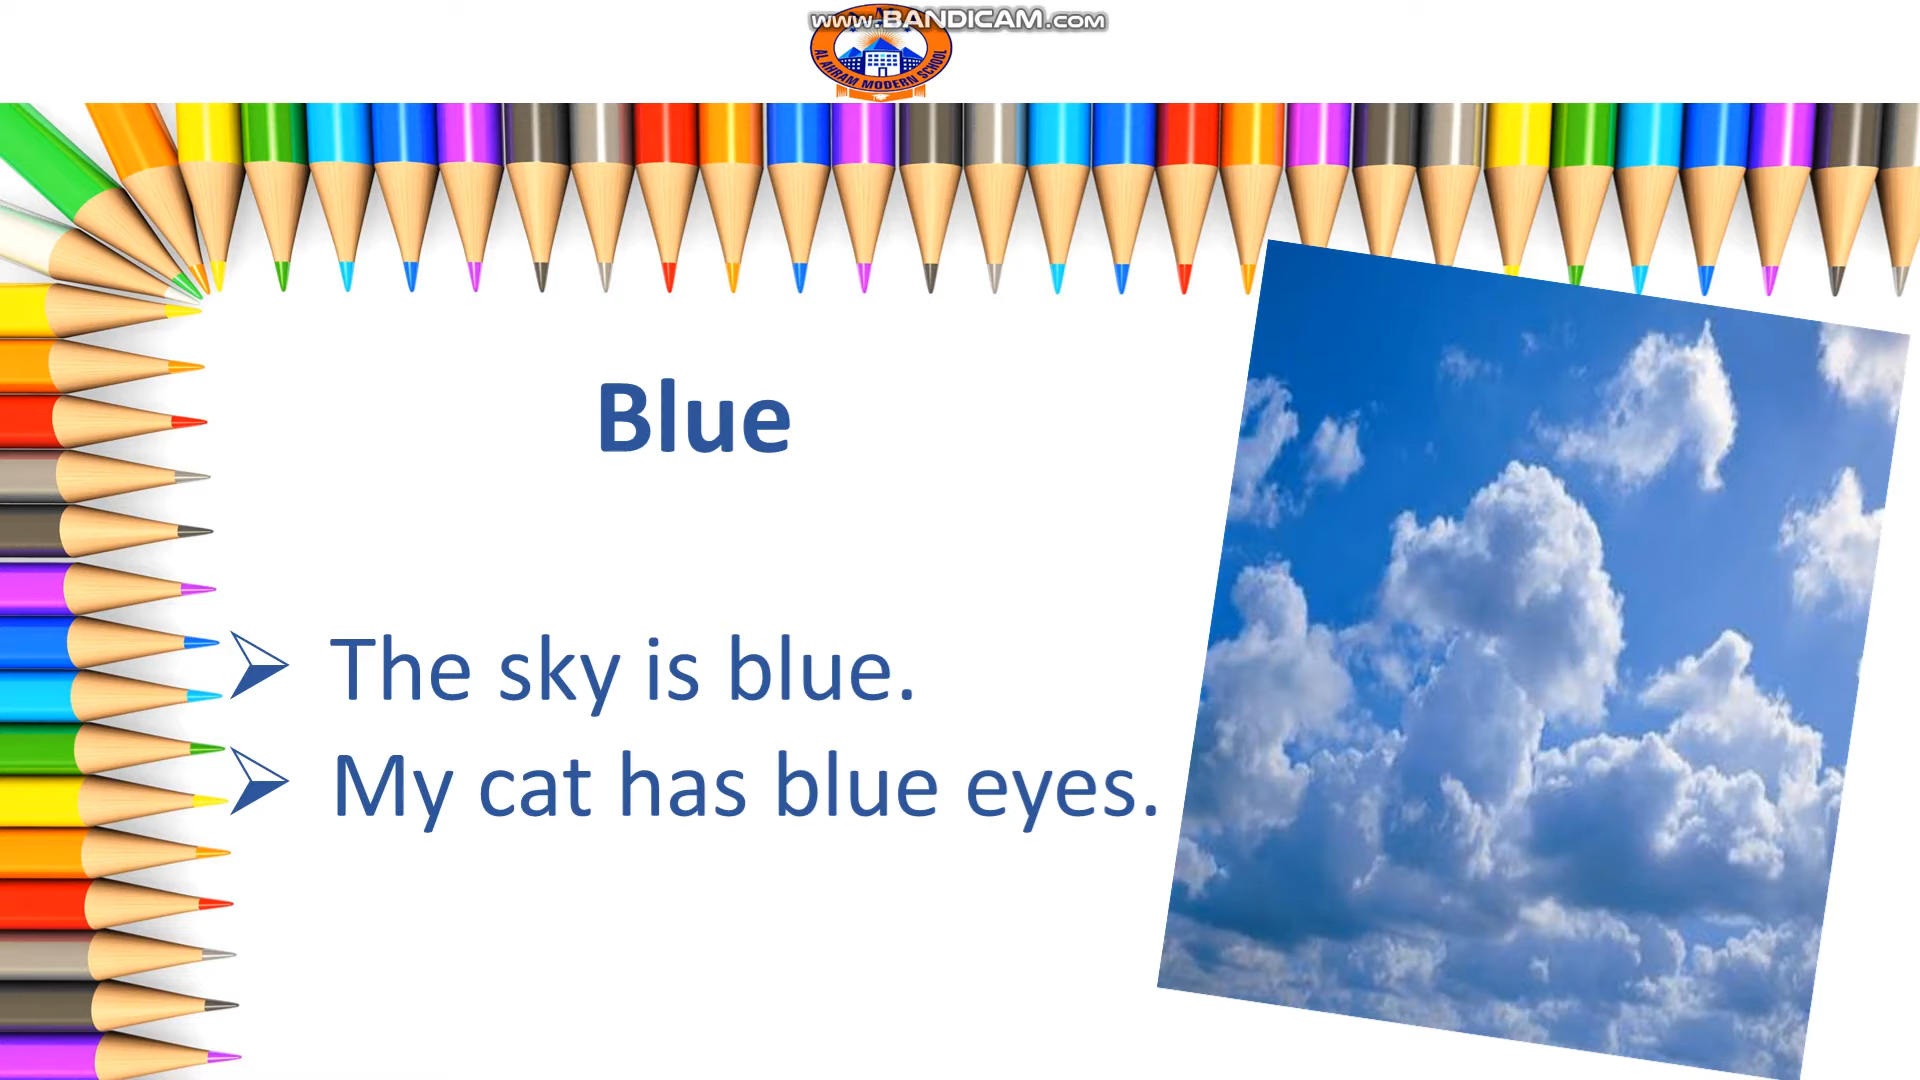 www.BANDICAM.com
AL AHRAM MODERN SCHOOL
Blue
The sky is blue.
My cat has blue eyes.